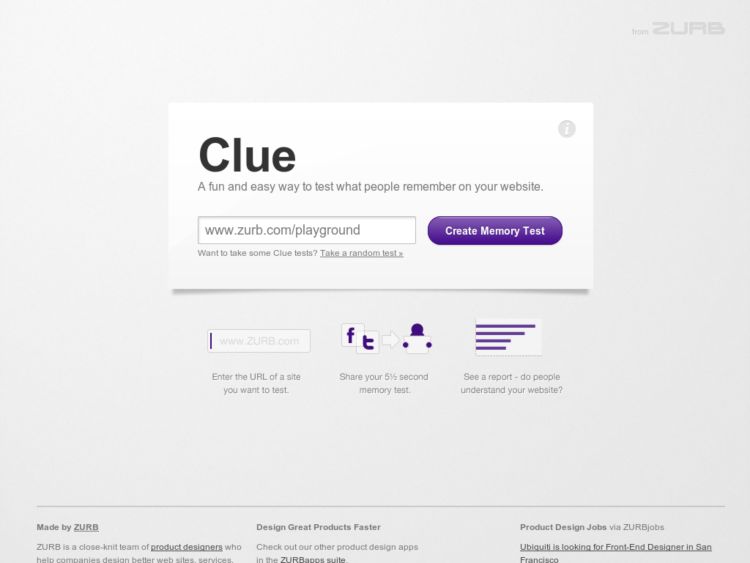 from ZURB
Clue
A fun and easy way to test what people remember on your website.
www.zurb.com/playground
Create Memory Test
Want to take some Clue tests? Take a random test »
www.ZURB.com
Enter the URL of a site
you want to test.
Share your 5½ second
memory test.
See a report - do people
understand your website?
Made by ZURB
ZURB is a close-knit team of product designers who
help companies design better web sites, services,
Design Great Products Faster
Check out our other product design apps
in the ZURBapps suite.
Product Design Jobs via ZURBjobs
Ubiquiti is looking for Front-End Designer in San
Francisco